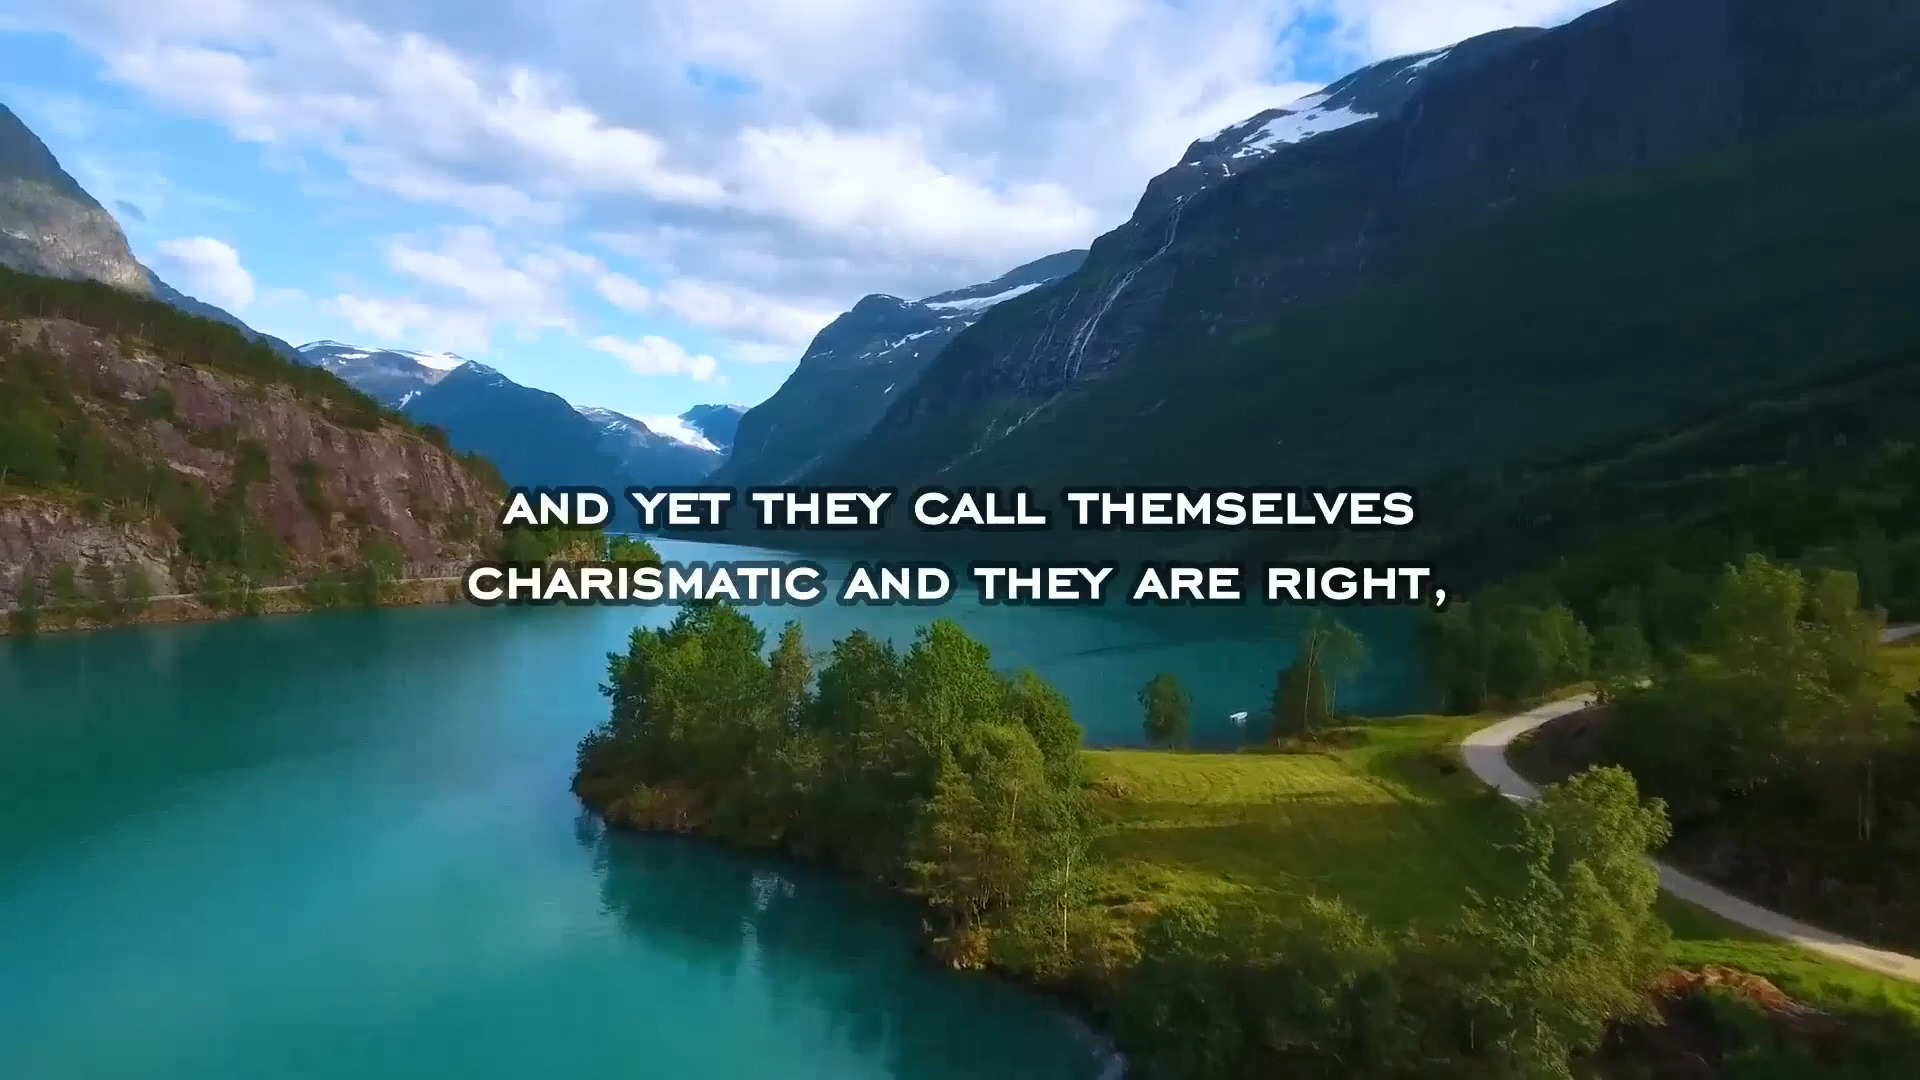 AND YET THEY CALL THEMSELVES
CHARISMATIC AND THEY ARE RIGHT,